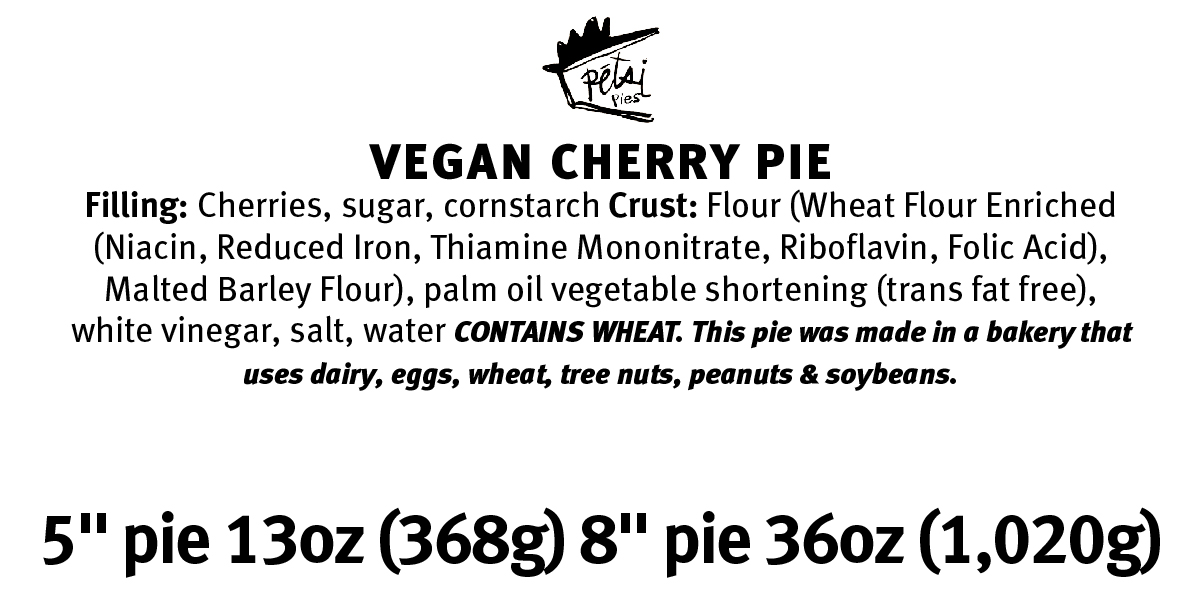 pétsi
Pies
VEGAN CHERRY PIE
Filling: Cherries, sugar, cornstarch Crust: Flour (Wheat Flour Enriched
(Niacin, Reduced Iron, Thiamine Mononitrate, Riboflavin, Folic Acid),
Malted Barley Flour), palm oil vegetable shortening (trans fat free),
white vinegar, salt, water CONTAINS WHEAT. This pie was made in a bakery that
uses dairy, eggs, wheat, tree nuts, peanuts & soybeans.
5" pie 13oz (368g) 8" pie 36oz (1,020g)